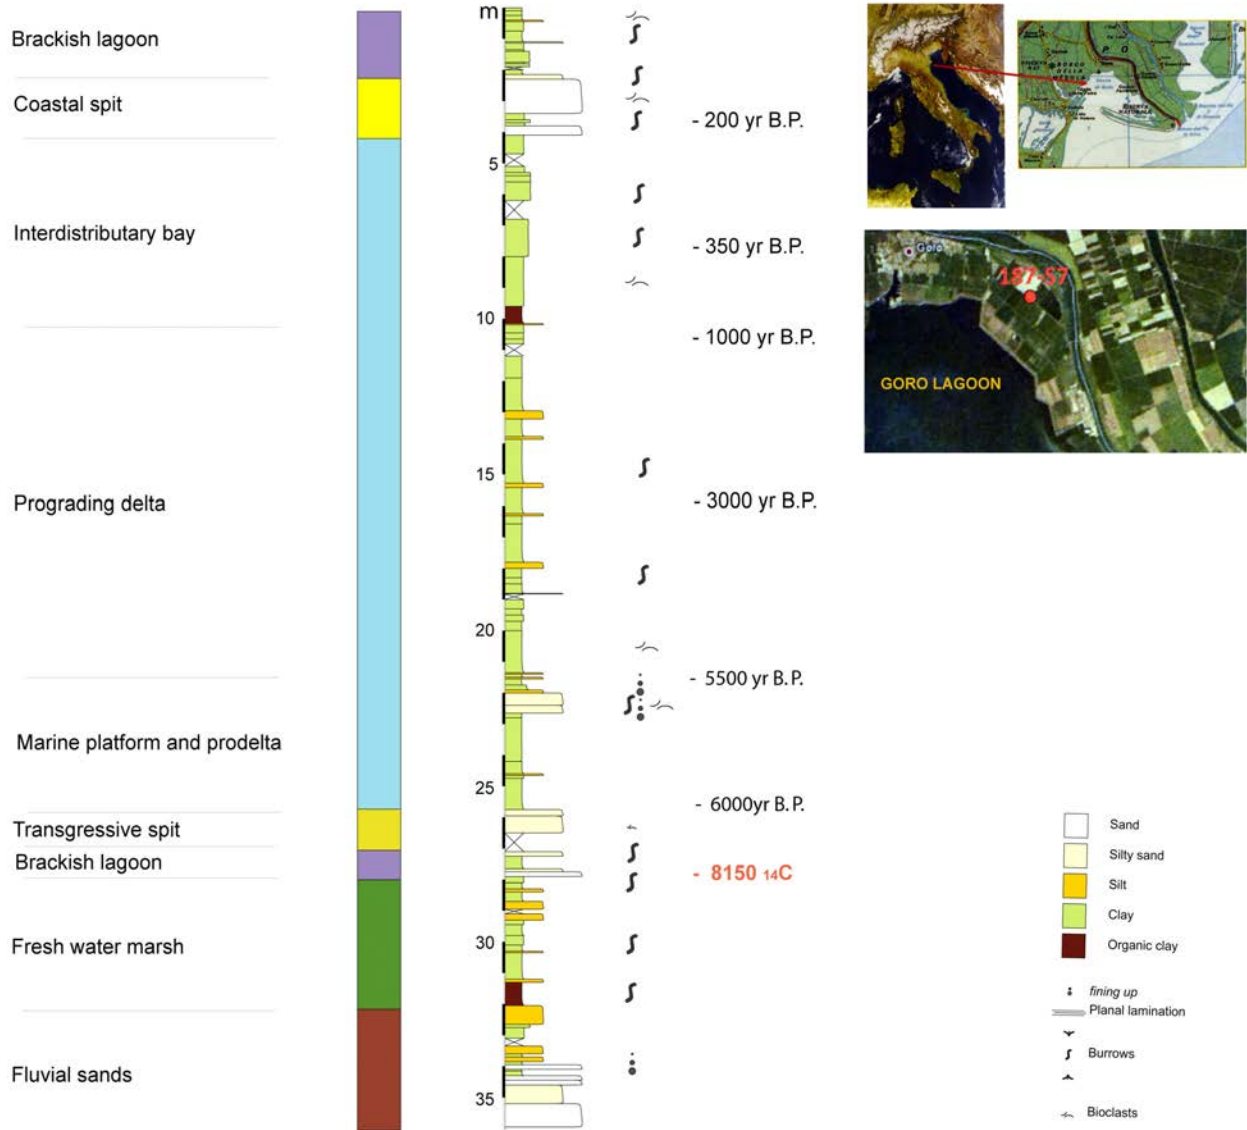 Brackish lagoon
Coastal spit
Interdistributary bay
Prograding delta
Marine platform and prodelta
Transgressive spit
Brackish lagoon
Fresh water marsh
Fluvial sands
m
5
10
15
20
25
30
35
- 200 yr B.P.
- 350 yr B.P.
- 1000 yr B.P.
- 3000 yr B.P.
- 5500 yr B.P.
- 6000yr B.P.
- 8150 14C
P O
Goro
187-S7
GORO LAGOON
Sand
Silty sand
Silt
Clay
Organic clay
fining up
Planal lamination
Burrows
Bioclasts